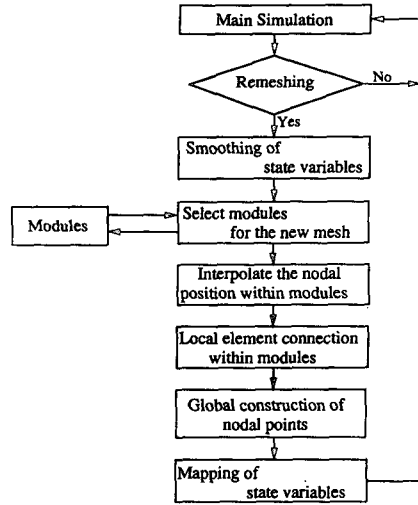 Main Simulation
Remeshing
No
Yes
Smoothing of
state variables
Modules
Select modules
for the new mesh
Interpolate the nodal
position within modules
Local element connection
within modules
Global construction of
nodal points
Mapping of
state variables